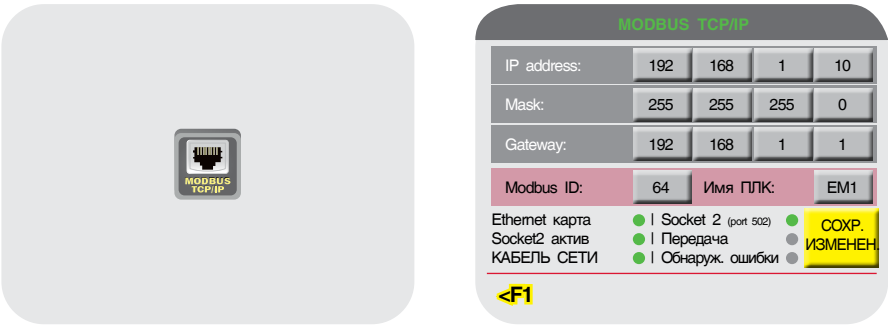 MODBUS
TCP/IP
MODBUS TCP/IP
IP address: 192 168 1 10
Mask: 255 255 255 0
Gateway: 192 168 1 1
Modbus ID: 64 Имя ПЛК: EM1
Ethernet карта | Socket 2 (port 502)
Socket2 актив | Передача
КАБЕЛЬ СЕТИ | Обнаруж. ошибки
СОХР.
ИЗМЕНЕН.
<F1